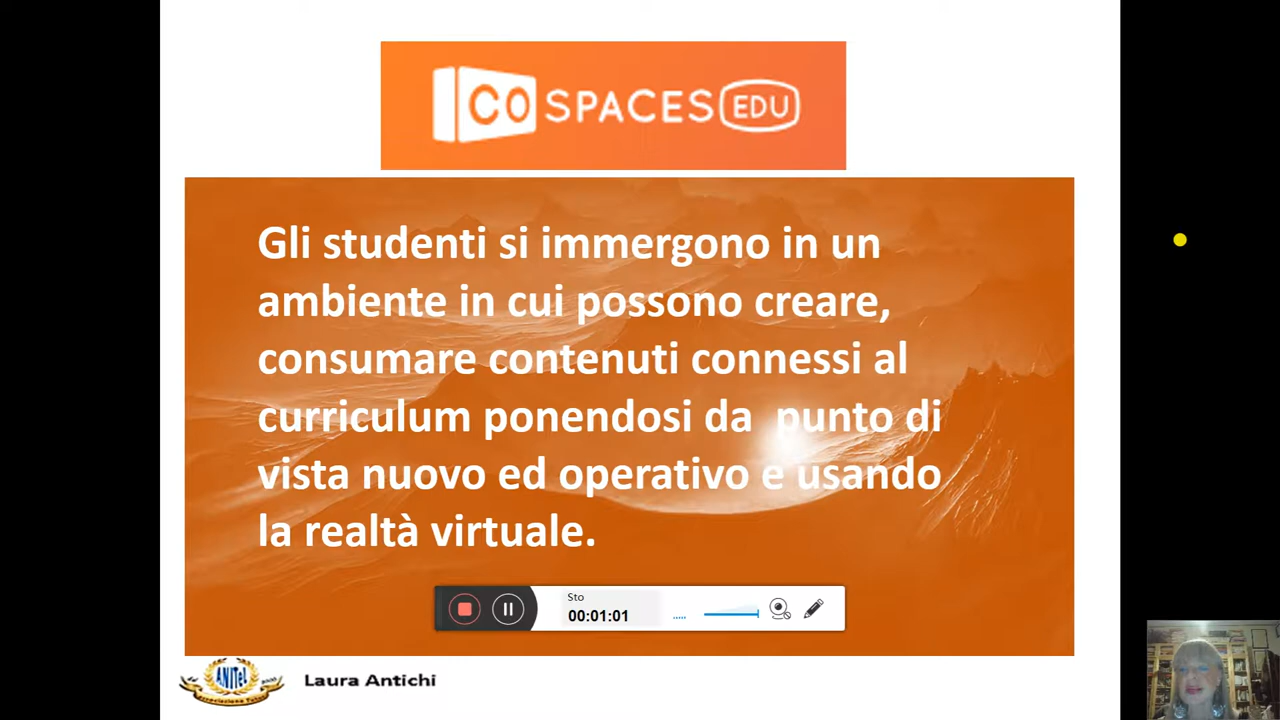 CO SPACES EDU
Gli studenti si immergono in un
ambiente in cui possono creare,
consumare contenuti connessi al
curriculum ponendosi da punto di
vista nuovo ed operativo e usando
la realtà virtuale.
Sto
00:01:01
ANITeL
Laura Antichi